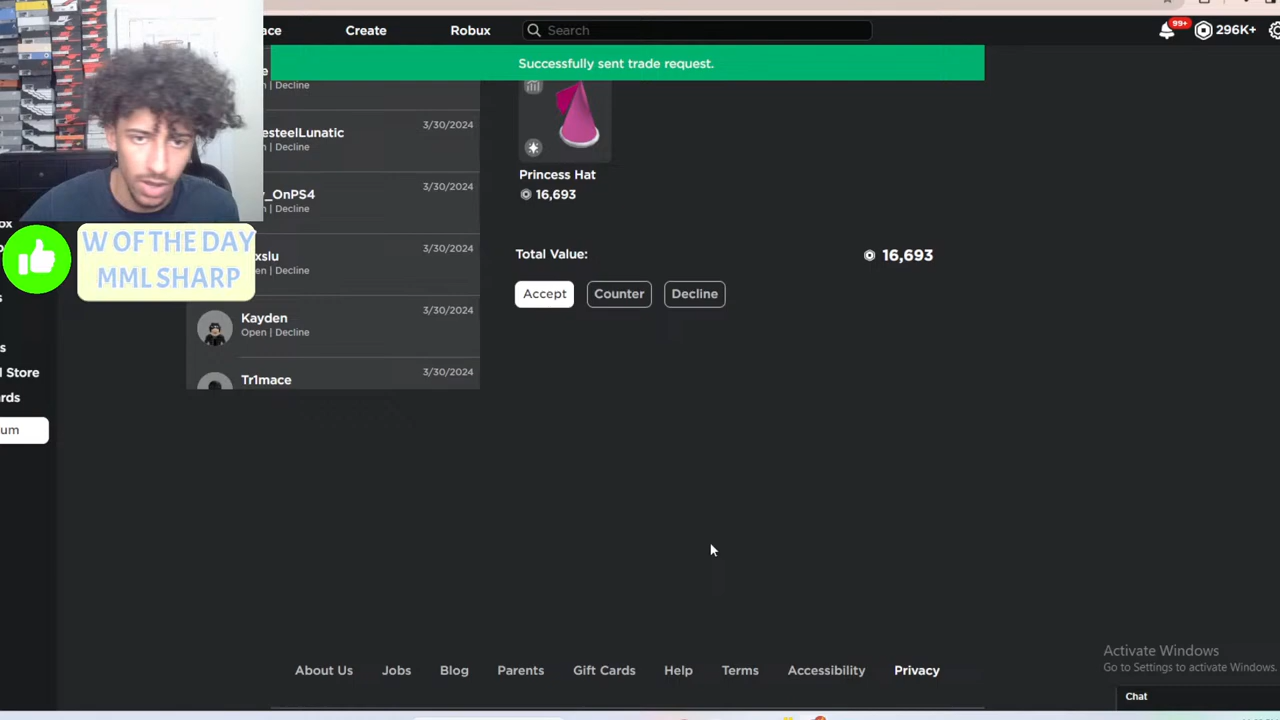 ace
Create
Robux
Search
99+
296K+
Successfully sent trade request.
e
Decline
esteelLunatic
3/30/2024
Decline
_OnPS4
3/30/2024
Decline
xslu
3/30/2024
Decline
Kayden
3/30/2024
Open | Decline
Tr1mace
3/30/2024
Princess Hat
16,693
Total Value:
16,693
Accept
Counter
Decline
W OF THE DAY
MML SHARP
ox
s
s
l Store
rds
um
About Us
Jobs
Blog
Parents
Gift Cards
Help
Terms
Accessibility
Privacy
Activate Windows
Go to Settings to activate Windows.
Chat